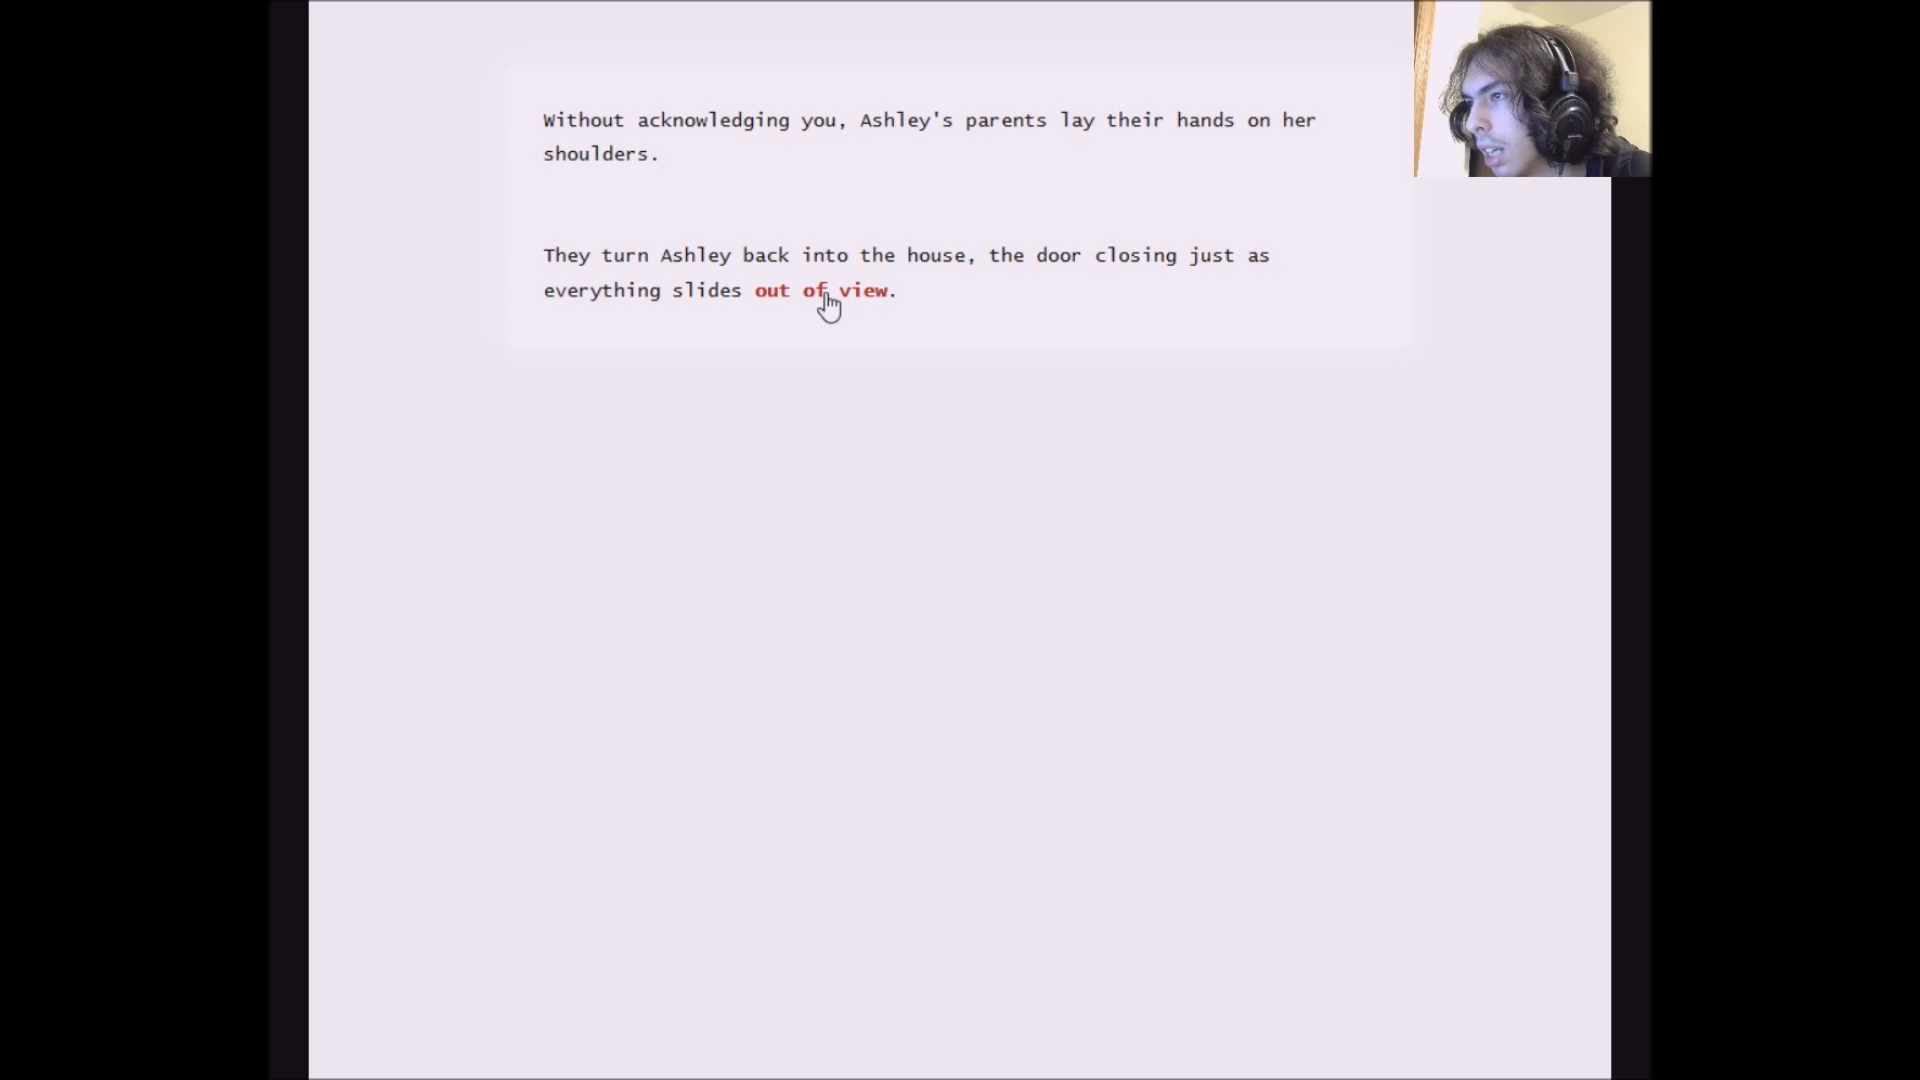 Without acknowledging you, Ashley's parents lay their hands on her
shoulders.
They turn Ashley back into the house, the door closing just as
everything slides out of view.